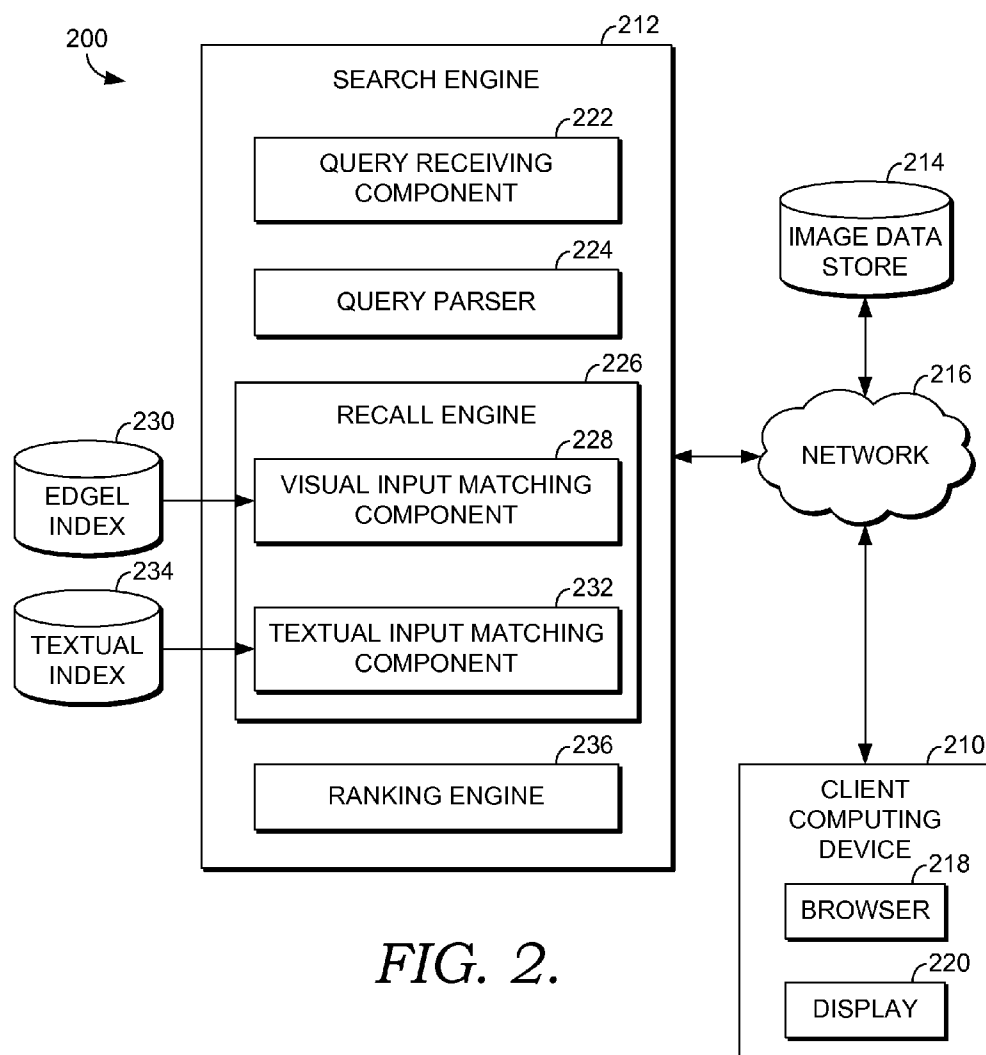 200
212
SEARCH ENGINE
222
QUERY RECEIVING
COMPONENT
224
QUERY PARSER
226
RECALL ENGINE
228
VISUAL INPUT MATCHING
COMPONENT
232
TEXTUAL INPUT MATCHING
COMPONENT
236
RANKING ENGINE
230
EDGEL
INDEX
234
TEXTUAL
INDEX
214
IMAGE DATA
STORE
216
NETWORK
210
CLIENT
COMPUTING
DEVICE
218
BROWSER
220
DISPLAY
FIG. 2.